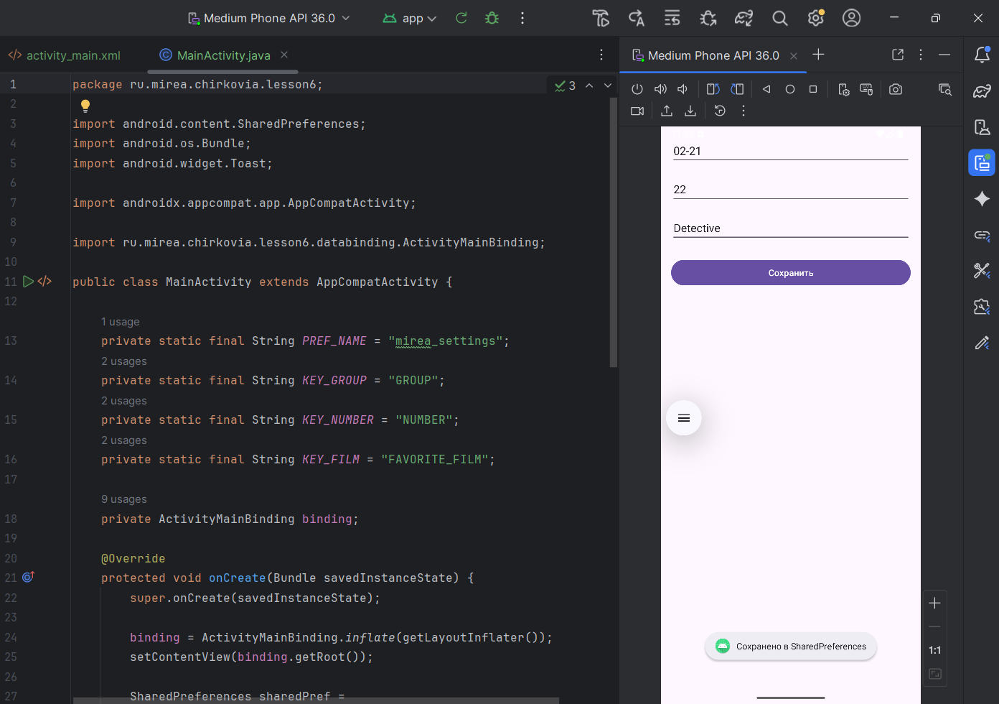 Medium Phone API 36.0
app
activity_main.xml
MainActivity.java
Medium Phone API 36.0
3
1 package ru.mirea.chirkovia.lesson6;
2
3 import android.content.SharedPreferences;
4 import android.os.Bundle;
5 import android.widget.Toast;
6
7 import androidx.appcompat.app.AppCompatActivity;
8
9 import ru.mirea.chirkovia.lesson6.databinding.ActivityMainBinding;
10
11 public class MainActivity extends AppCompatActivity {
12
1 usage
13 private static final String PREF_NAME = "mirea_settings";
2 usages
14 private static final String KEY_GROUP = "GROUP";
2 usages
15 private static final String KEY_NUMBER = "NUMBER";
2 usages
16 private static final String KEY_FILM = "FAVORITE_FILM";
17
9 usages
18 private ActivityMainBinding binding;
19
20 @Override
21 protected void onCreate(Bundle savedInstanceState) {
22 super.onCreate(savedInstanceState);
23
24 binding = ActivityMainBinding.inflate(getLayoutInflater());
25 setContentView(binding.getRoot());
26
27 SharedPreferences sharedPref =
02-21
22
Detective
Сохранить
Сохранено в SharedPreferences
1:1